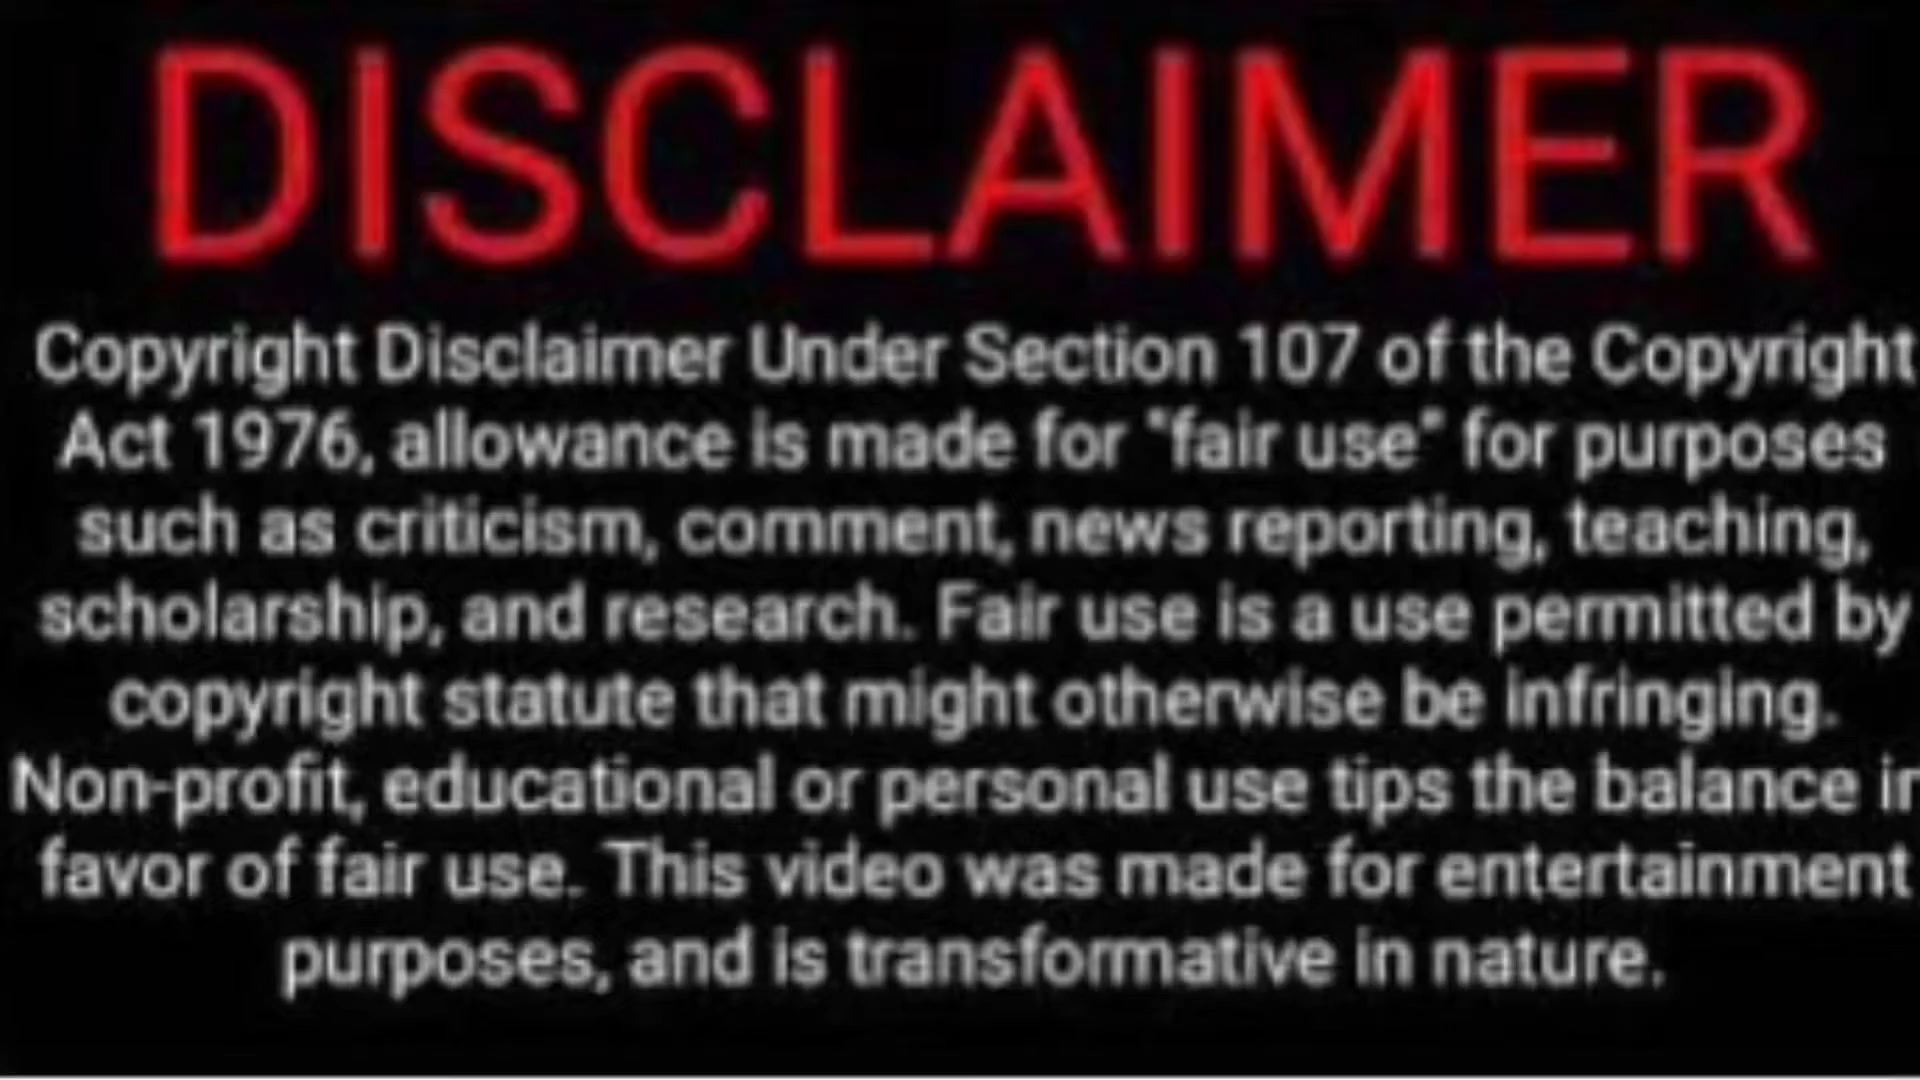 DISCLAIMER
Copyright Disclaimer Under Section 107 of the Copyright
Act 1976, allowance is made for "fair use" for purposes
such as criticism, comment, news reporting, teaching,
scholarship, and research. Fair use is a use permitted by
copyright statute that might otherwise be infringing.
Non-profit, educational or personal use tips the balance in
favor of fair use. This video was made for entertainment
purposes, and is transformative in nature.